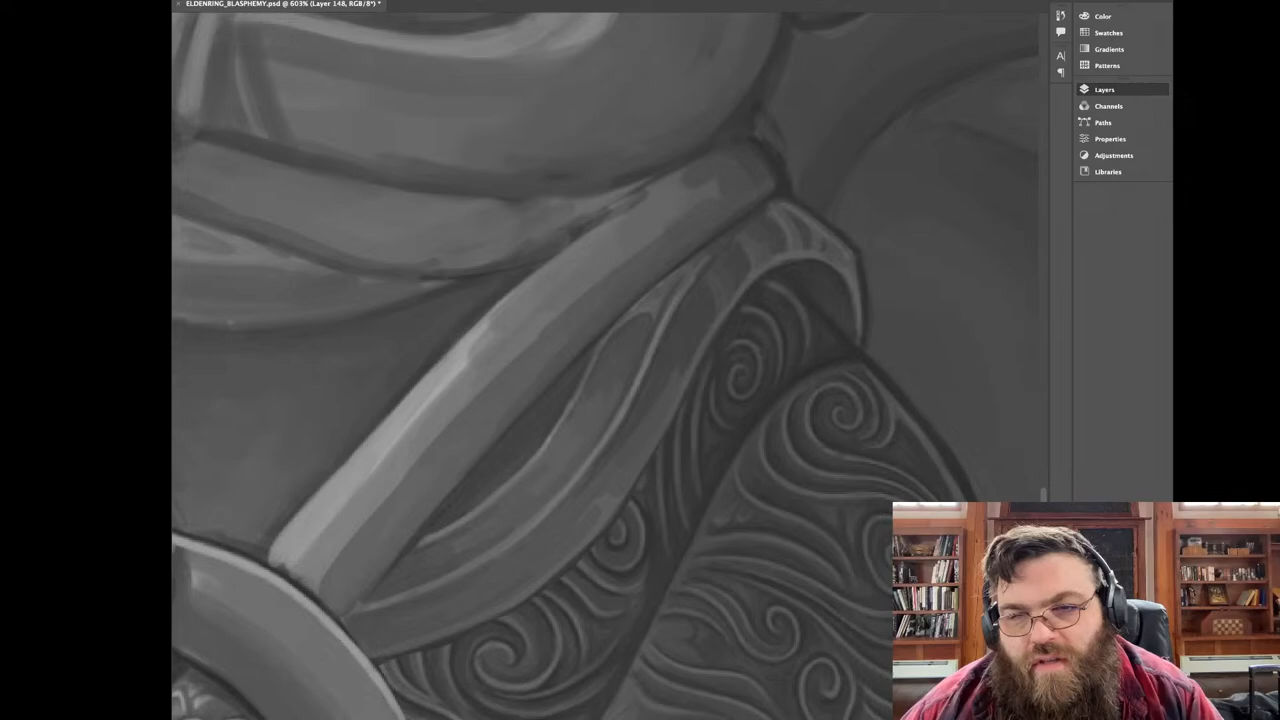 × ELDENRING_BLASPHEMY.psd @ 603% (Layer 148, RGB/8*) *
Color
Swatches
Gradients
A|
Patterns
¶
Layers
Channels
Paths
Properties
Adjustments
Libraries